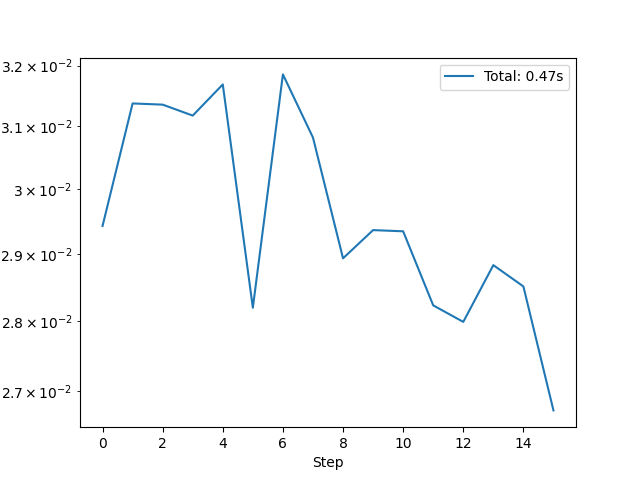 3.2 × 10⁻²
Total: 0.47s
3.1 × 10⁻²
3 × 10⁻²
2.9 × 10⁻²
2.8 × 10⁻²
2.7 × 10⁻²
0 2 4 6 8 10 12 14
Step